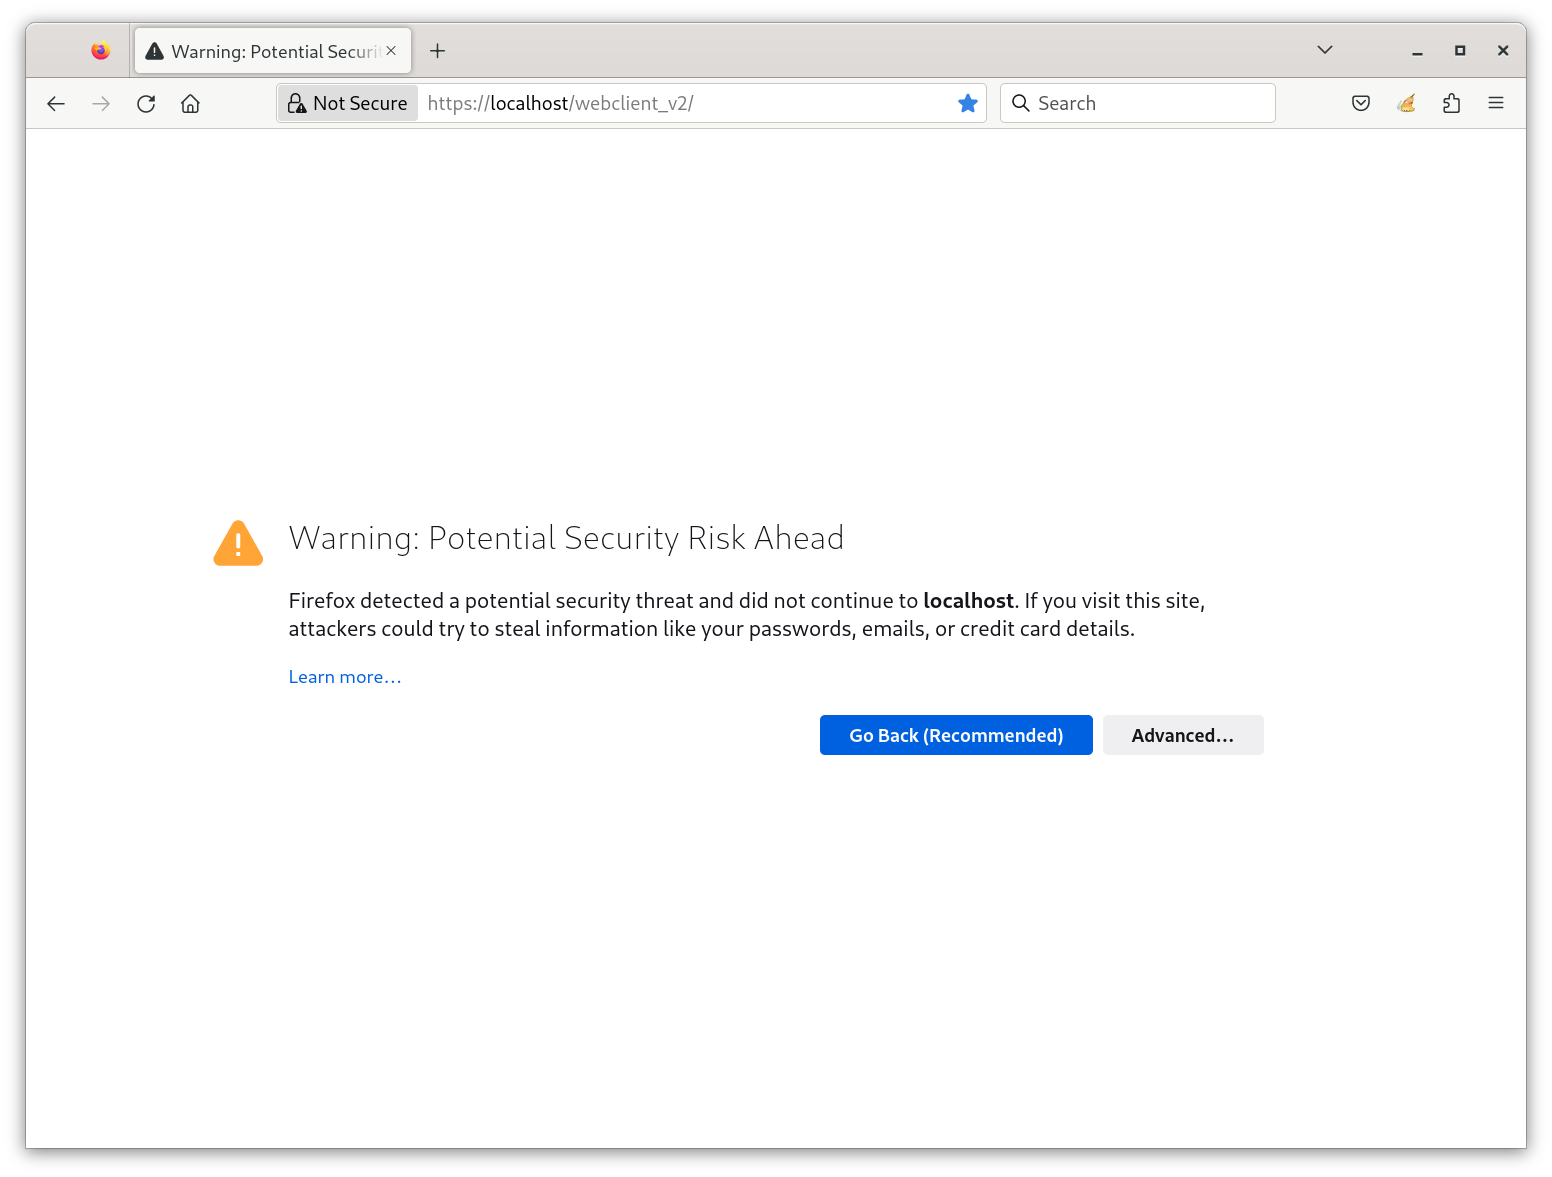 Warning: Potential Securit
Not Secure
https://localhost/webclient_v2/
Search
Warning: Potential Security Risk Ahead
Firefox detected a potential security threat and did not continue to localhost. If you visit this site,
attackers could try to steal information like your passwords, emails, or credit card details.
Learn more…
Go Back (Recommended)
Advanced…